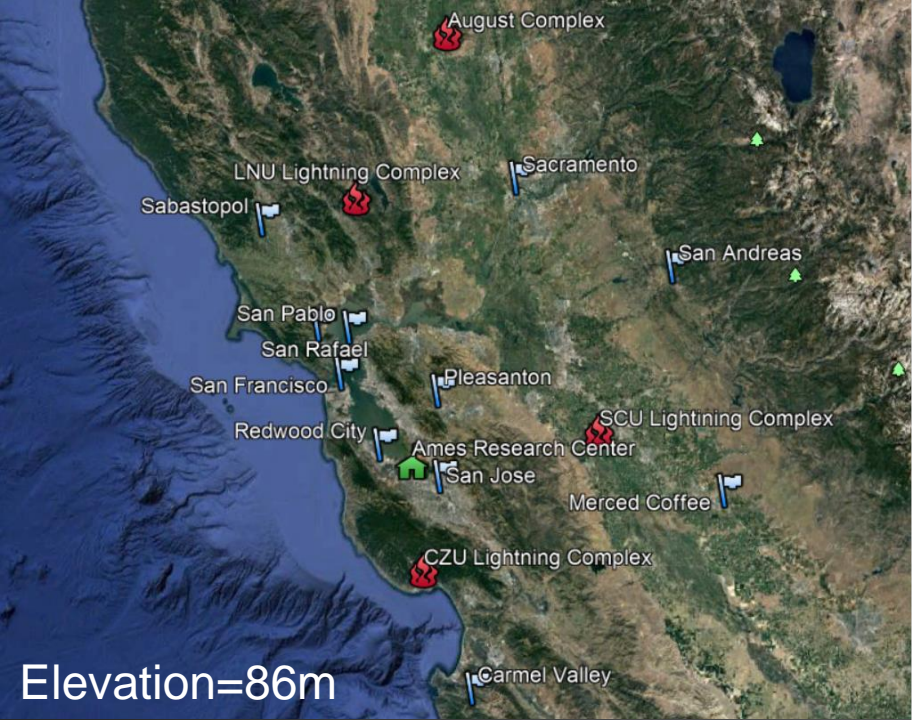 August Complex
LNU Lightning Complex
Sacramento
Sabastopol
San Andreas
San Pablo
San Rafael
San Francisco
Pleasanton
SCU Lightining Complex
Redwood City
Ames Research Center
San Jose
Merced Coffee
CZU Lightning Complex
Carmel Valley
Elevation=86m